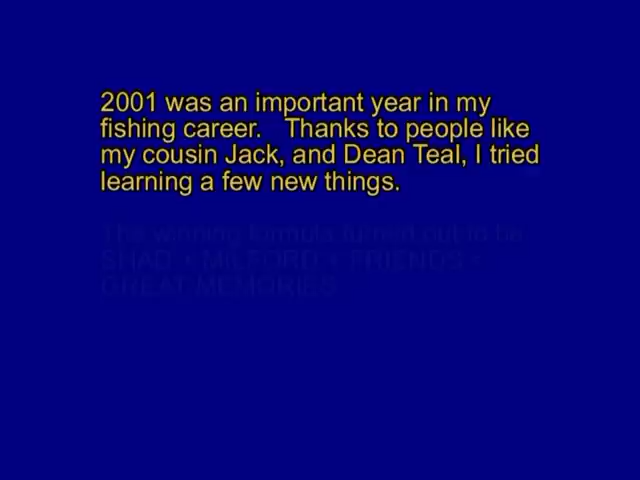 2001 was an important year in my
fishing career. Thanks to people like
my cousin Jack, and Dean Teal, I tried
learning a few new things.
The winning formula turned out to be
SHAD + MILFORD + FRIENDS =
GREAT MEMORIES